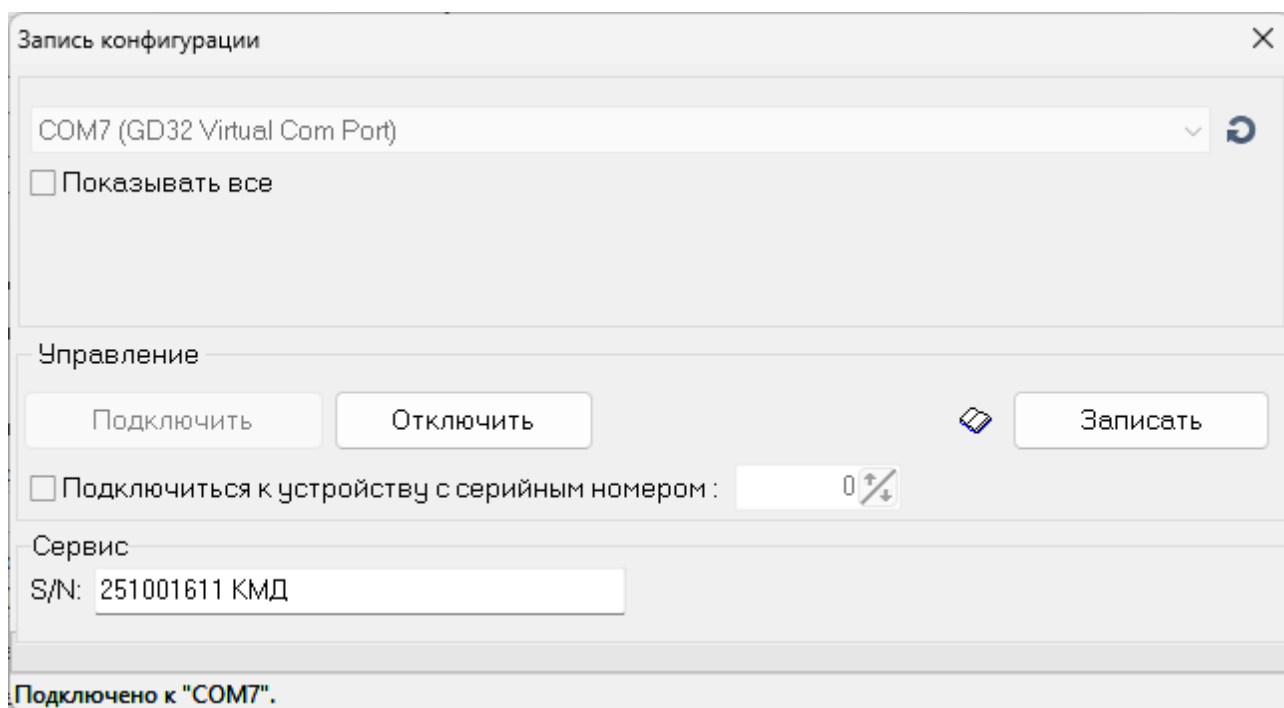 Запись конфигурации
COM7 (GD32 Virtual Com Port)
Показывать все
Управление
Подключить
Отключить
Записать
Подключиться к устройству с серийным номером :
0
Сервис
S/N: 251001611 КМД
Подключено к "COM7".